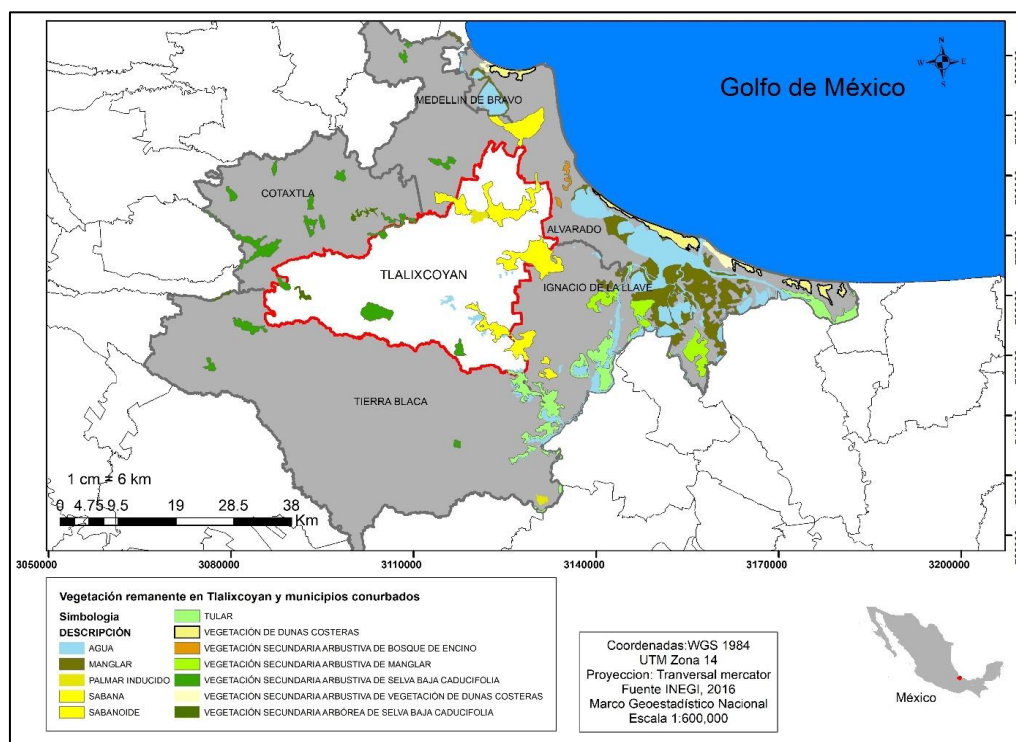 N
W E
S
Golfo de México
MEDELLIN DE BRAVO
COTAXTLA
ALVARADO
TLALIXCOYAN
IGNACIO DE LA LLAVE
TIERRA BLACA
1 cm = 6 km
0 4.75 9.5 19 28.5 38
Km
3050000 3080000 3110000 3140000 3170000 3200000
Vegetación remanente en Tlalixcoyan y municipios conurbados
Simbologia
DESCRIPCIÓN
AGUA
MANGLAR
PALMAR INDUCIDO
SABANA
SABANOIDE
TULAR
VEGETACIÓN DE DUNAS COSTERAS
VEGETACIÓN SECUNDARIA ARBUSTIVA DE BOSQUE DE ENCINO
VEGETACIÓN SECUNDARIA ARBUSTIVA DE MANGLAR
VEGETACIÓN SECUNDARIA ARBUSTIVA DE SELVA BAJA CADUCIFOLIA
VEGETACIÓN SECUNDARIA ARBUSTIVA DE VEGETACIÓN DE DUNAS COSTERAS
VEGETACIÓN SECUNDARIA ARBÓREA DE SELVA BAJA CADUCIFOLIA
Coordenadas:WGS 1984
UTM Zona 14
Proyeccion: Tranversal mercator
Fuente INEGI, 2016
Marco Geoestadístico Nacional
Escala 1:600,000
México